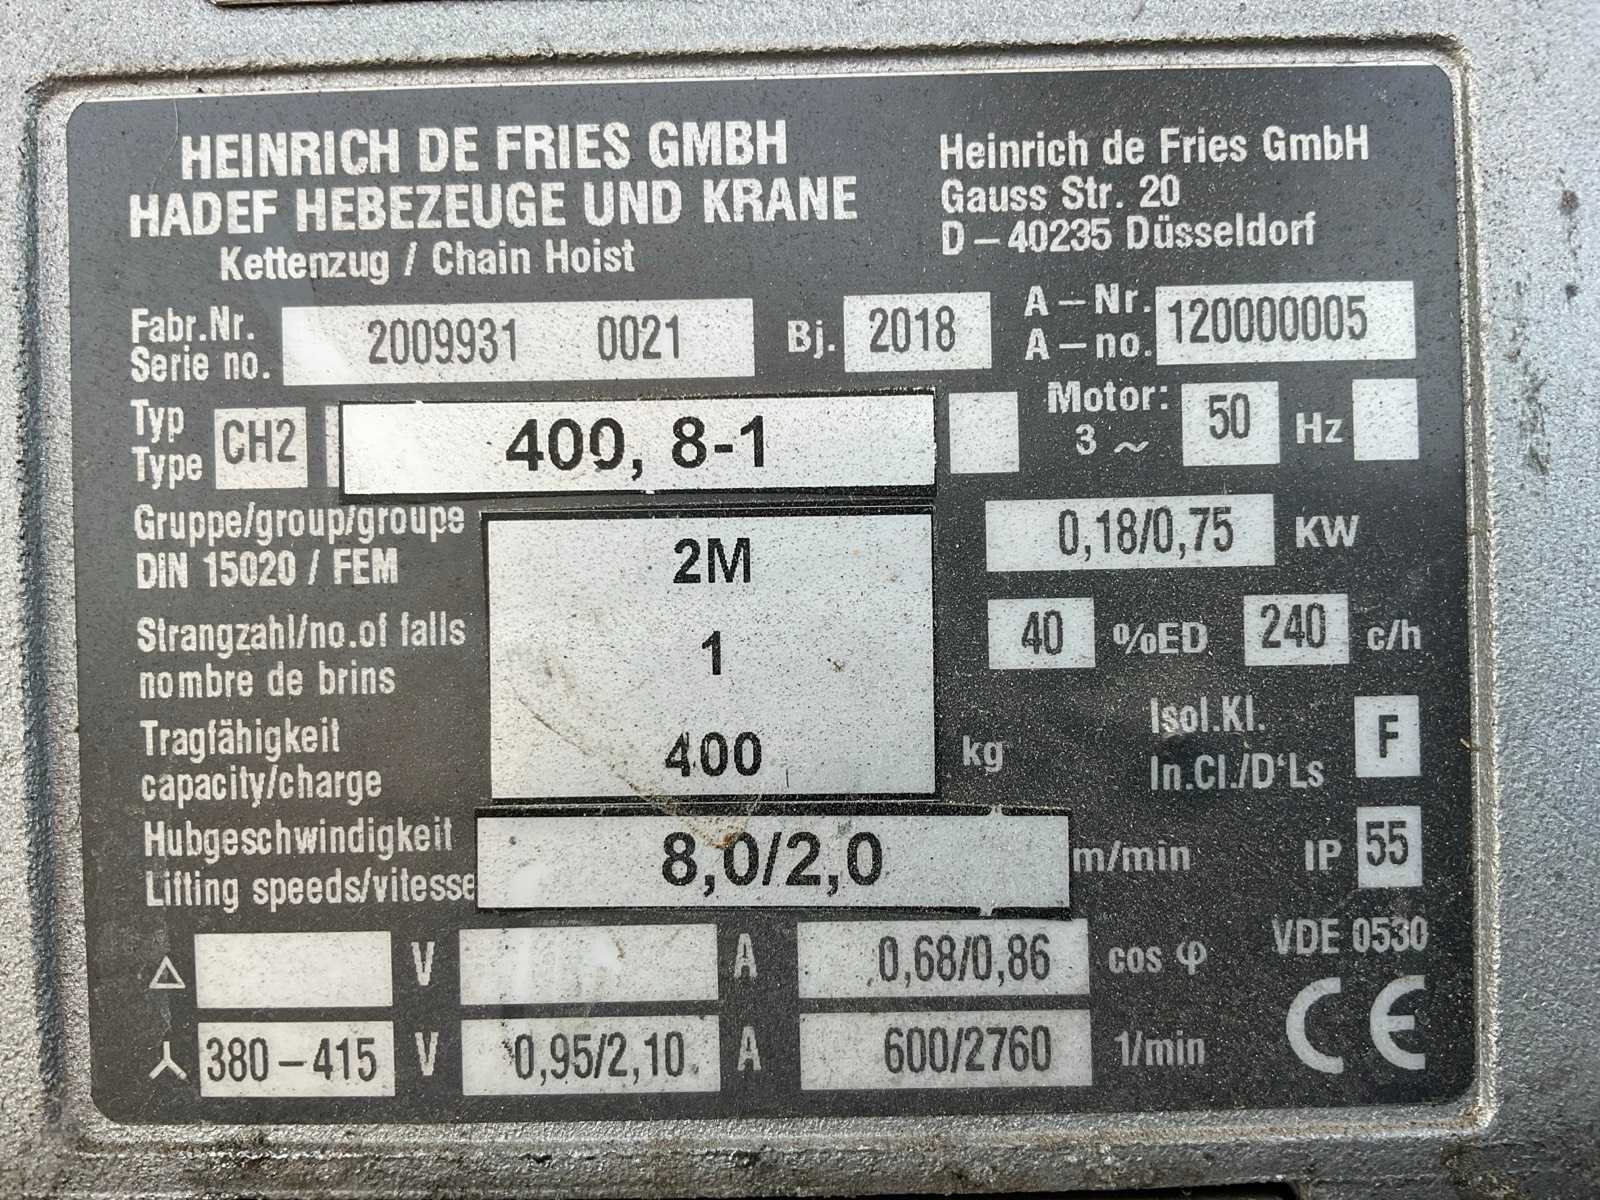 HEINRICH DE FRIES GMBH
HADEF HEBEZEUGE UND KRANE
Kettenzug / Chain Hoist
Heinrich de Fries GmbH
Gauss Str. 20
D – 40235 Düsseldorf
Fabr.Nr.
Serie no.
2009931 0021
Bj. 2018
A – Nr.
A – no.
120000005
Typ
Type
CH2
400, 8-1
Motor:
3 ~
50 Hz
Gruppe/group/groupe
DIN 15020 / FEM
2M
0,18/0,75 KW
Strangzahl/no.of falls
nombre de brins
1
40 %ED 240 c/h
Tragfähigkeit
capacity/charge
400 kg
Isol.Kl.
In.Cl./D'Ls
F
Hubgeschwindigkeit
Lifting speeds/vitesse
8,0/2,0 m/min
IP 55
△ V A 0,68/0,86 cos φ
VDE 0530
380–415 V 0,95/2,10 A 600/2760 1/min
CE